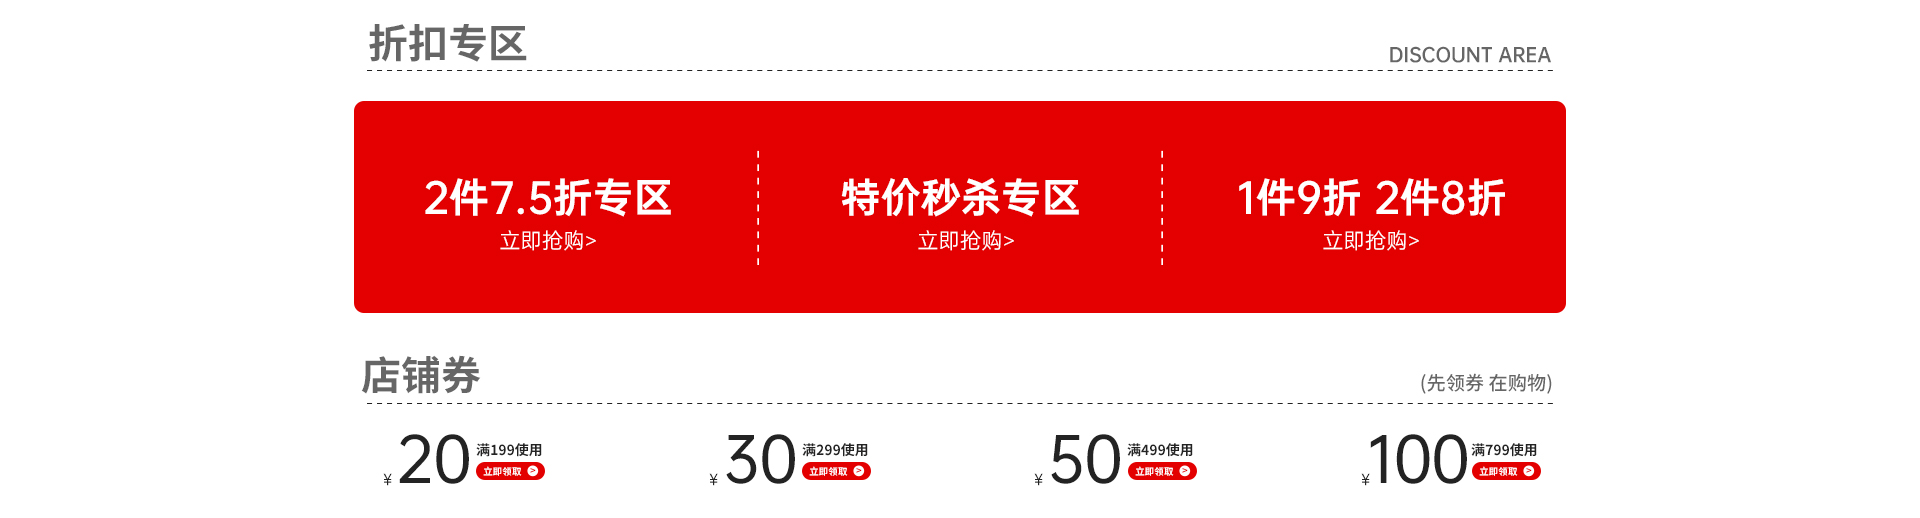 折扣专区
DISCOUNT AREA
2件7.5折专区
立即抢购>
特价秒杀专区
立即抢购>
1件9折 2件8折
立即抢购>
店铺券
(先领券 在购物)
¥20
满199使用
立即领取 >
¥30
满299使用
立即领取 >
¥50
满499使用
立即领取 >
¥100
满799使用
立即领取 >